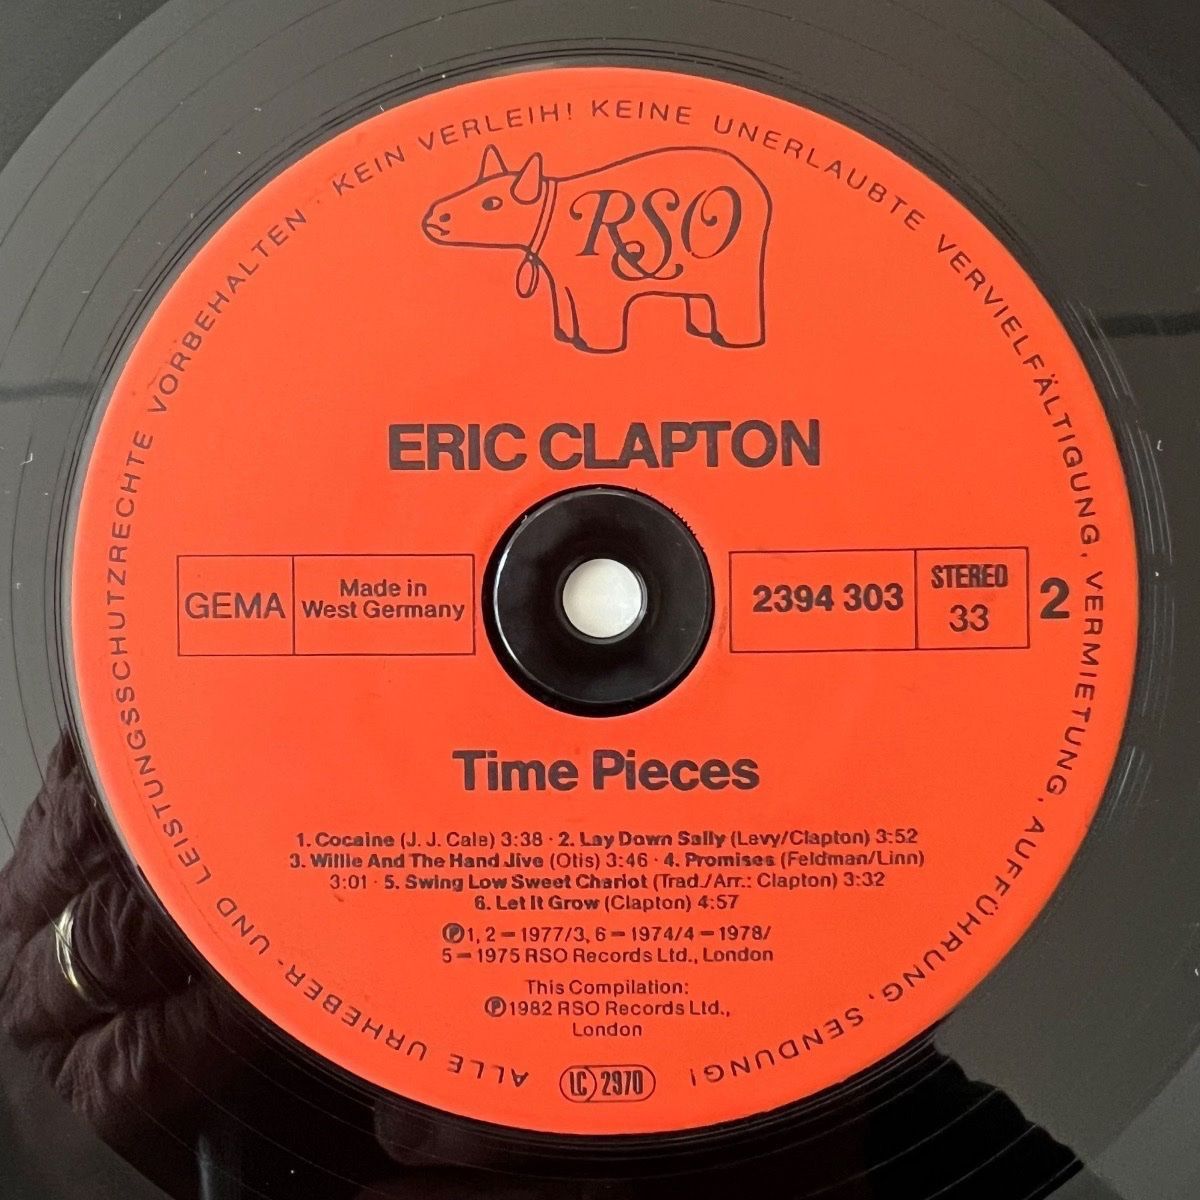 ALLE URHEBER- UND LEISTUNGSSCHUTZRECHTE VORBEHALTEN · KEIN VERLEIH! KEINE UNERLAUBTE VERVIELFÄLTIGUNG, VERMIETUNG, AUFFÜHRUNG, SENDUNG!
RSO
ERIC CLAPTON
GEMA
Made in
West Germany
2394 303
STEREO
33
2
Time Pieces
1. Cocaine (J. J. Cale) 3:38 · 2. Lay Down Sally (Levy/Clapton) 3:52
3. Willie And The Hand Jive (Otis) 3:46 · 4. Promises (Feldman/Linn)
3:01 · 5. Swing Low Sweet Chariot (Trad./Arr.: Clapton) 3:32
6. Let It Grow (Clapton) 4:57
℗1, 2 – 1977/3, 6 – 1974/4 – 1978/
5 – 1975 RSO Records Ltd., London
This Compilation:
℗1982 RSO Records Ltd.,
London
LC 2970